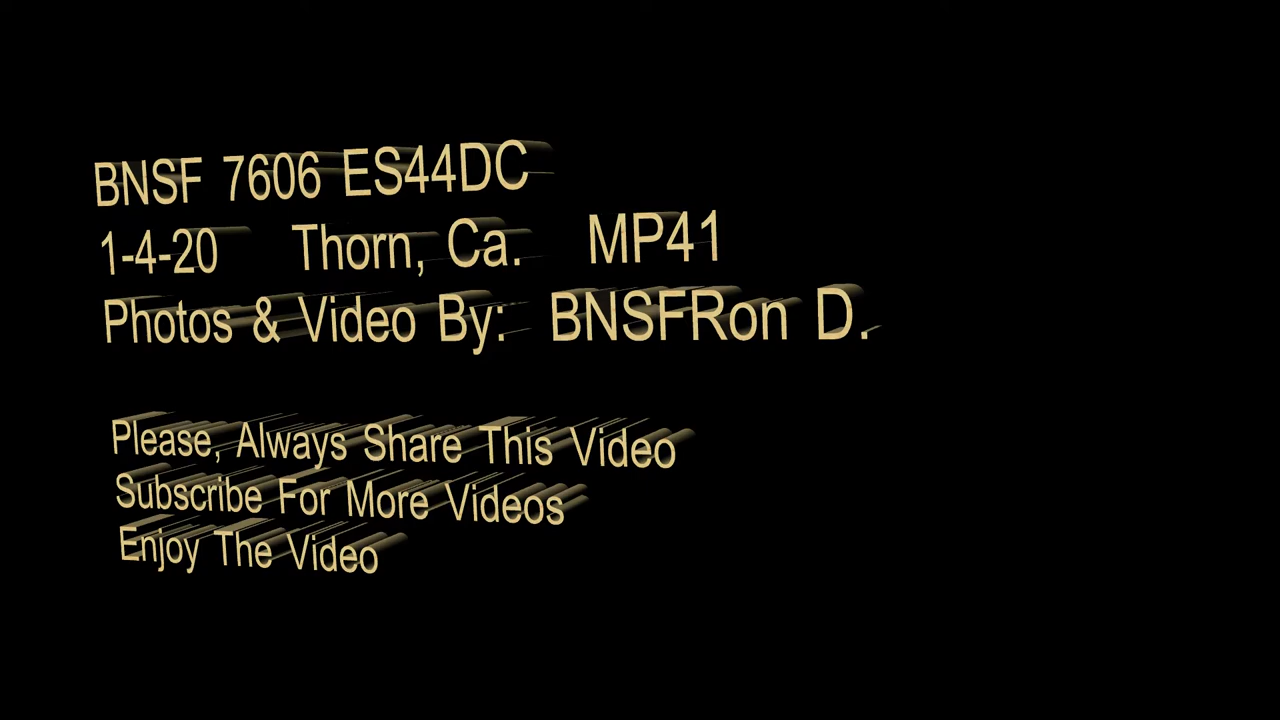 BNSF 7606 ES44DC
1-4-20 Thorn, Ca. MP41
Photos & Video By: BNSFRon D.
Please, Always Share This Video
Subscribe For More Videos
Enjoy The Video